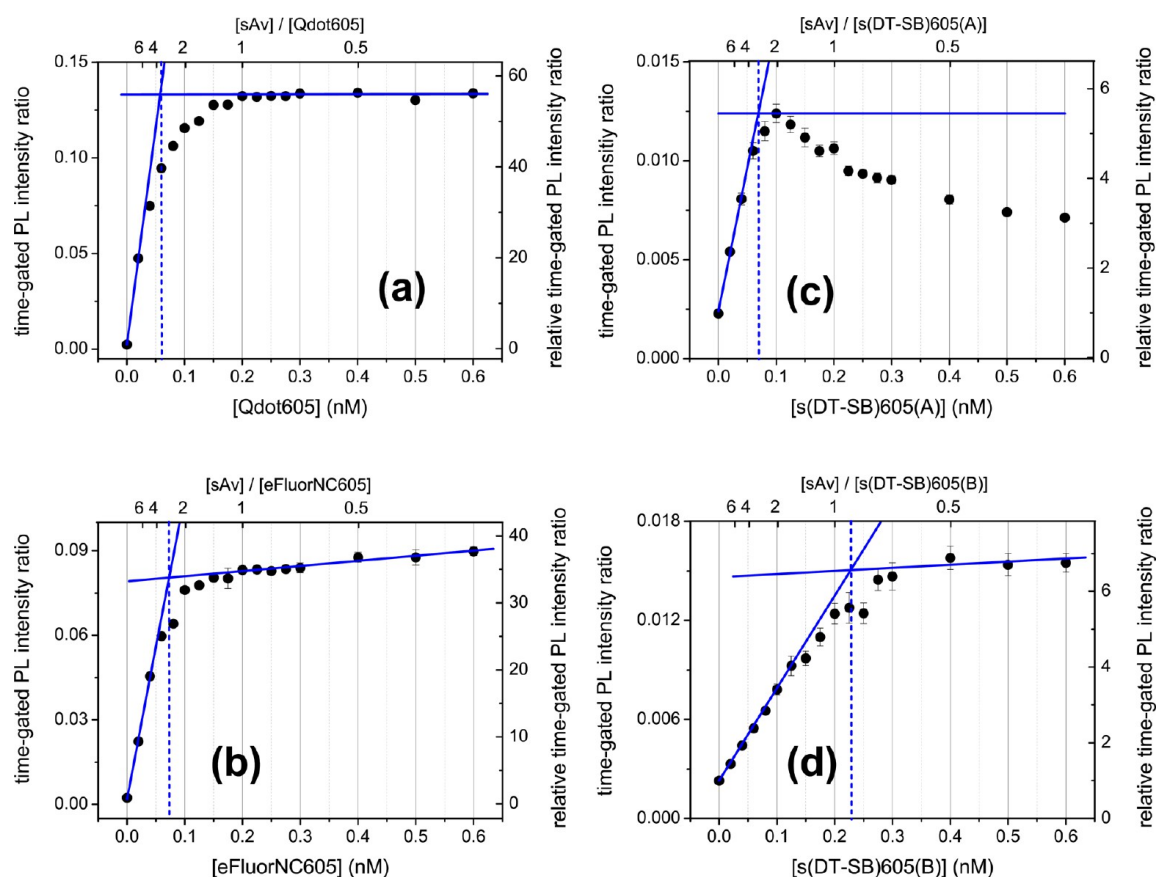 [sAv] / [Qdot605]
6 4 2 1 0.5
0.15
0.10
0.05
0.00
time-gated PL intensity ratio
60
40
20
0
relative time-gated PL intensity ratio
(a)
0.0 0.1 0.2 0.3 0.4 0.5 0.6
[Qdot605] (nM)
[sAv] / [s(DT-SB)605(A)]
6 4 2 1 0.5
0.015
0.010
0.005
0.000
time-gated PL intensity ratio
6
4
2
0
relative time-gated PL intensity ratio
(c)
0.0 0.1 0.2 0.3 0.4 0.5 0.6
[s(DT-SB)605(A)] (nM)
[sAv] / [eFluorNC605]
6 4 2 1 0.5
0.09
0.06
0.03
0.00
time-gated PL intensity ratio
40
30
20
10
0
relative time-gated PL intensity ratio
(b)
0.0 0.1 0.2 0.3 0.4 0.5 0.6
[eFluorNC605] (nM)
[sAv] / [s(DT-SB)605(B)]
6 4 2 1 0.5
0.018
0.012
0.006
0.000
time-gated PL intensity ratio
6
4
2
0
relative time-gated PL intensity ratio
(d)
0.0 0.1 0.2 0.3 0.4 0.5 0.6
[s(DT-SB)605(B)] (nM)